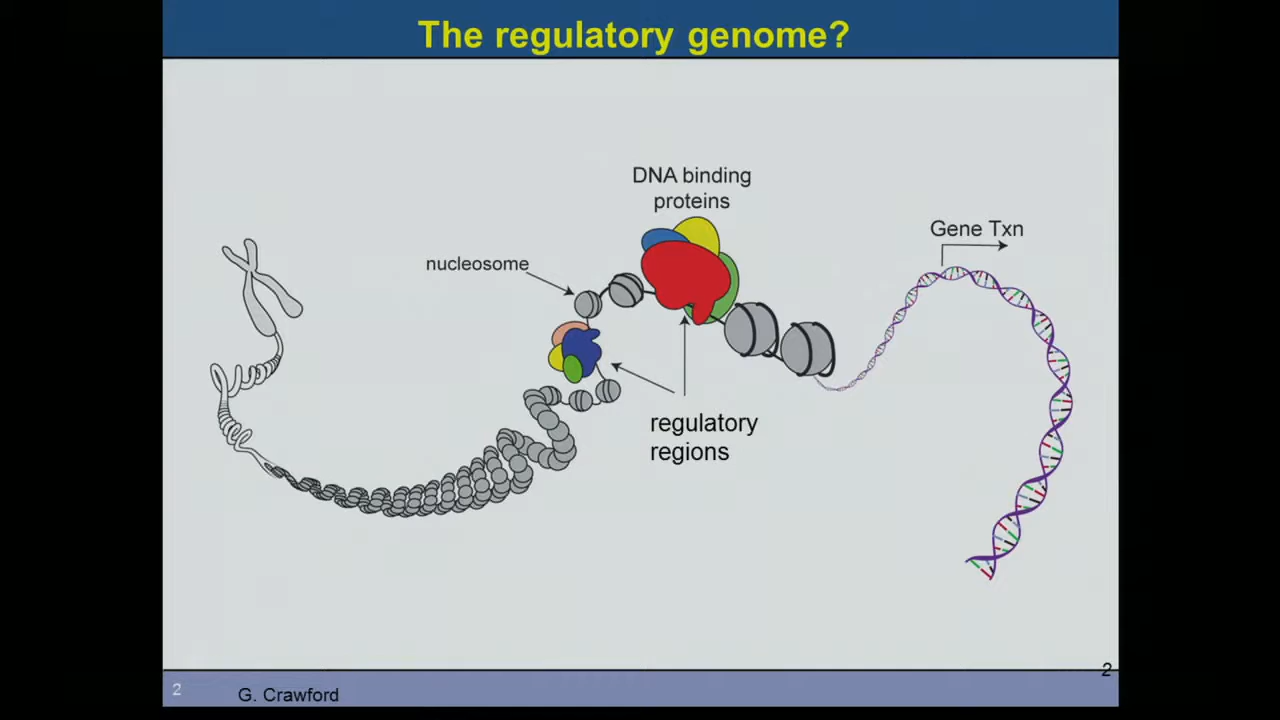 The regulatory genome?
DNA binding
proteins
Gene Txn
nucleosome
regulatory
regions
2
2
G. Crawford